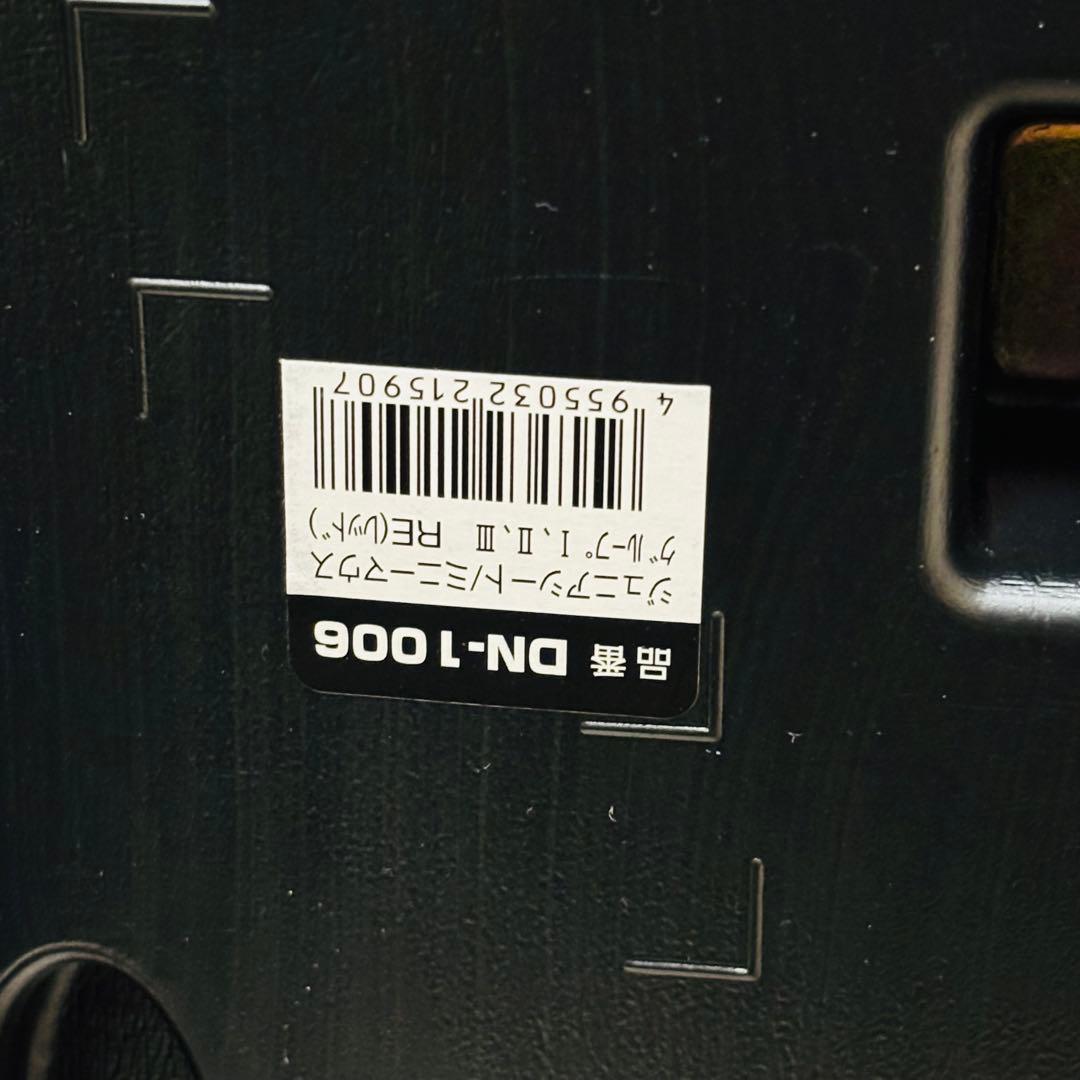 品番 DN-1006
ジュニアシート/ミニーマウス
グループⅠ、Ⅱ、Ⅲ RE(レッド)
4 955032 215907